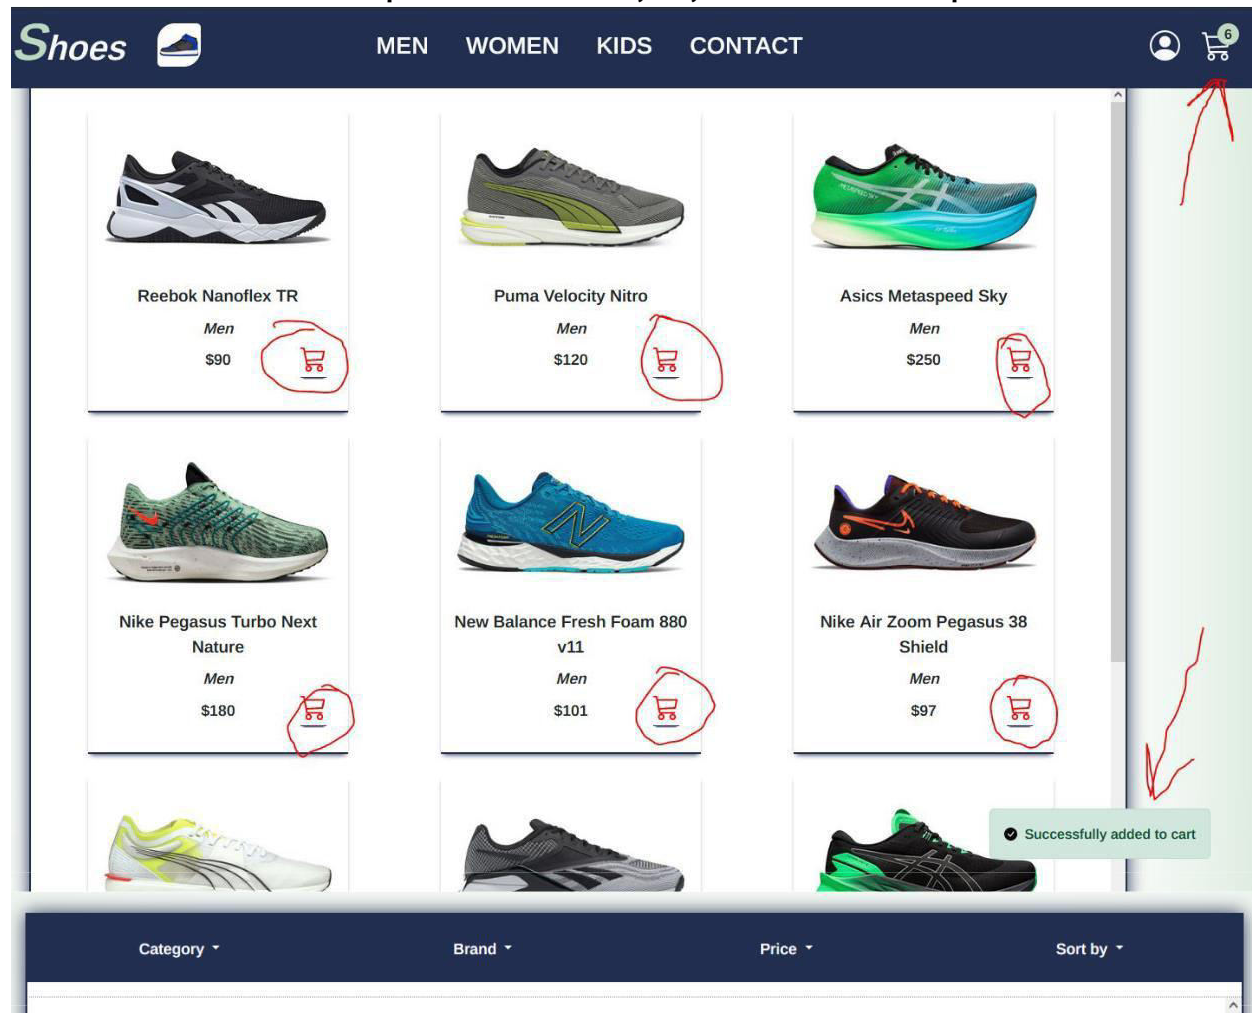 Shoes MEN WOMEN KIDS CONTACT 6
Reebok Nanoflex TR
Men
$90
Puma Velocity Nitro
Men
$120
Asics Metaspeed Sky
Men
$250
Nike Pegasus Turbo Next
Nature
Men
$180
New Balance Fresh Foam 880
v11
Men
$101
Nike Air Zoom Pegasus 38
Shield
Men
$97
Successfully added to cart
Category Brand Price Sort by